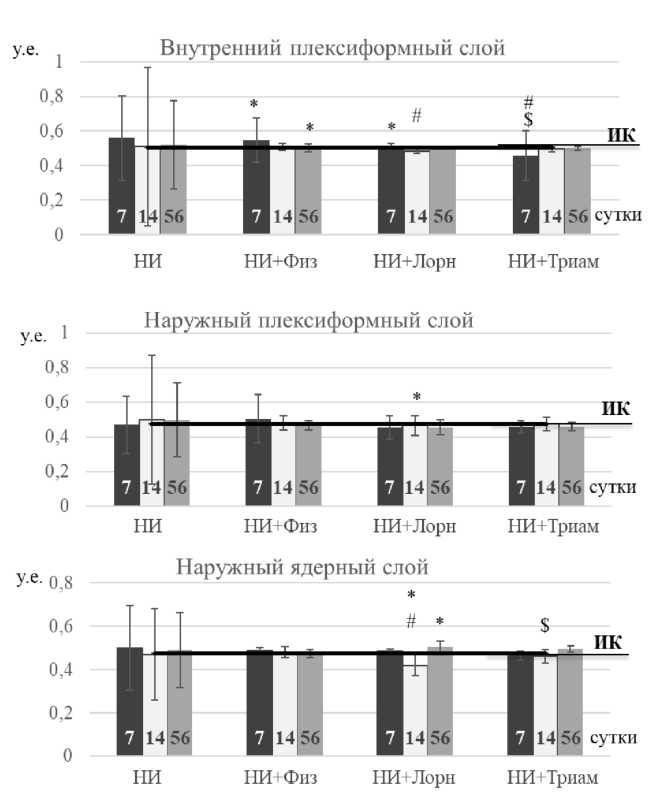 у.е.
Внутренний плексиформный слой
1
0,8
0,6
0,4
0,2
0
* * * # # $
ИК
7 14 56 7 14 56 7 14 56 7 14 56 сутки
НИ НИ+Физ НИ+Лорн НИ+Триам
Наружный плексиформный слой
у.е. 1
0,8
0,6
0,4
0,2
0
*
ИК
7 14 56 7 14 56 7 14 56 7 14 56 сутки
НИ НИ+Физ НИ+Лорн НИ+Триам
Наружный ядерный слой
у.е. 0,8
0,6
0,4
0,2
0
* # * $
ИК
7 14 56 7 14 56 7 14 56 7 14 56 сутки
НИ НИ+Физ НИ+Лорн НИ+Триам